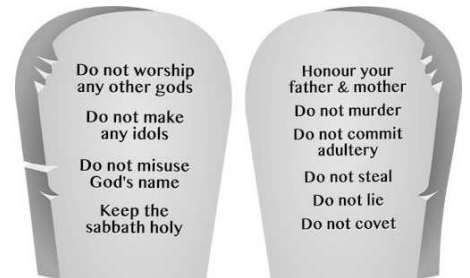 Do not worship
any other gods
Do not make
any idols
Do not misuse
God's name
Keep the
sabbath holy
Honour your
father & mother
Do not murder
Do not commit
adultery
Do not steal
Do not lie
Do not covet